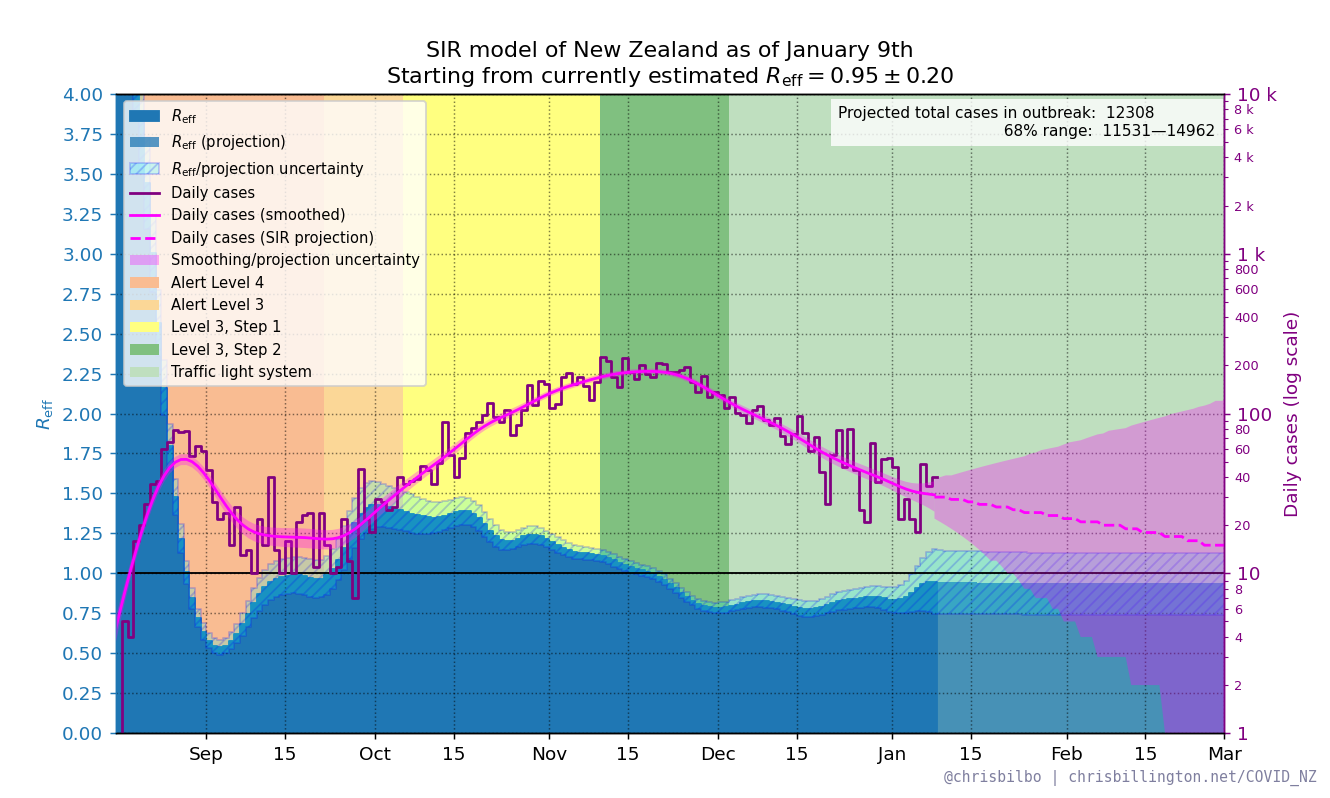 SIR model of New Zealand as of January 9th
Starting from currently estimated R_eff = 0.95 ± 0.20
Projected total cases in outbreak: 12308
68% range: 11531—14962
R_eff
R_eff (projection)
R_eff/projection uncertainty
Daily cases
Daily cases (smoothed)
Daily cases (SIR projection)
Smoothing/projection uncertainty
Alert Level 4
Alert Level 3
Level 3, Step 1
Level 3, Step 2
Traffic light system
R_eff
4.00
3.75
3.50
3.25
3.00
2.75
2.50
2.25
2.00
1.75
1.50
1.25
1.00
0.75
0.50
0.25
0.00
10 k
8 k
6 k
4 k
2 k
1 k
800
600
400
200
100
80
60
40
20
10
8
6
4
2
1
Daily cases (log scale)
Sep 15 Oct 15 Nov 15 Dec 15 Jan 15 Feb 15 Mar
@chrisbilbo | chrisbillington.net/COVID_NZ